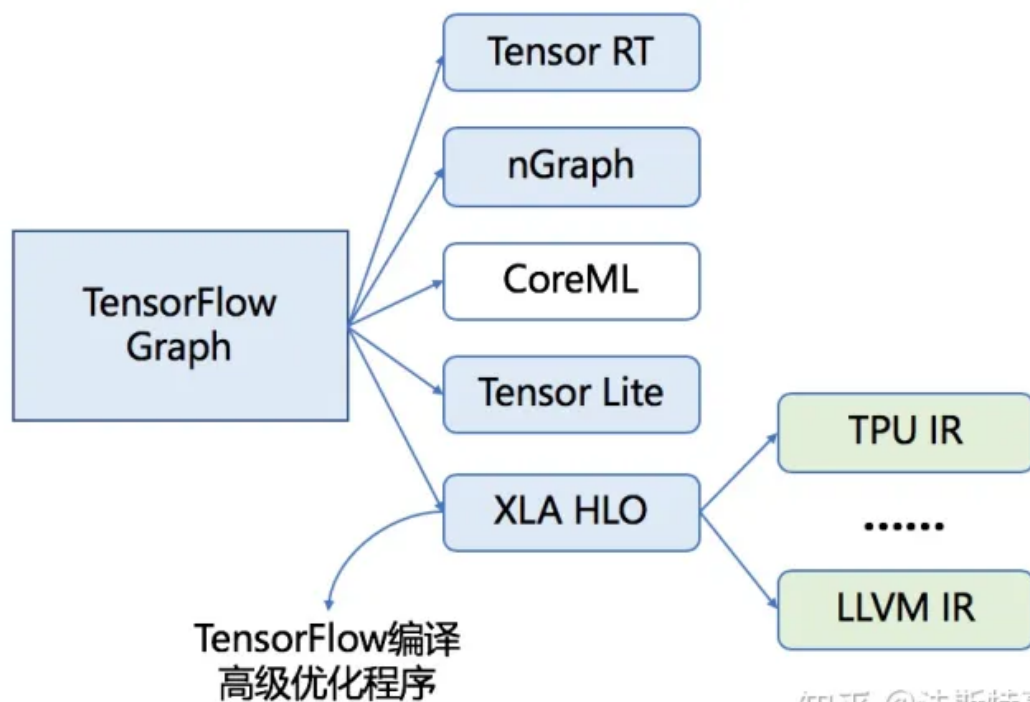 Tensor RT
nGraph
TensorFlow
Graph
CoreML
Tensor Lite
XLA HLO
TPU IR
......
LLVM IR
TensorFlow编译
高级优化程序